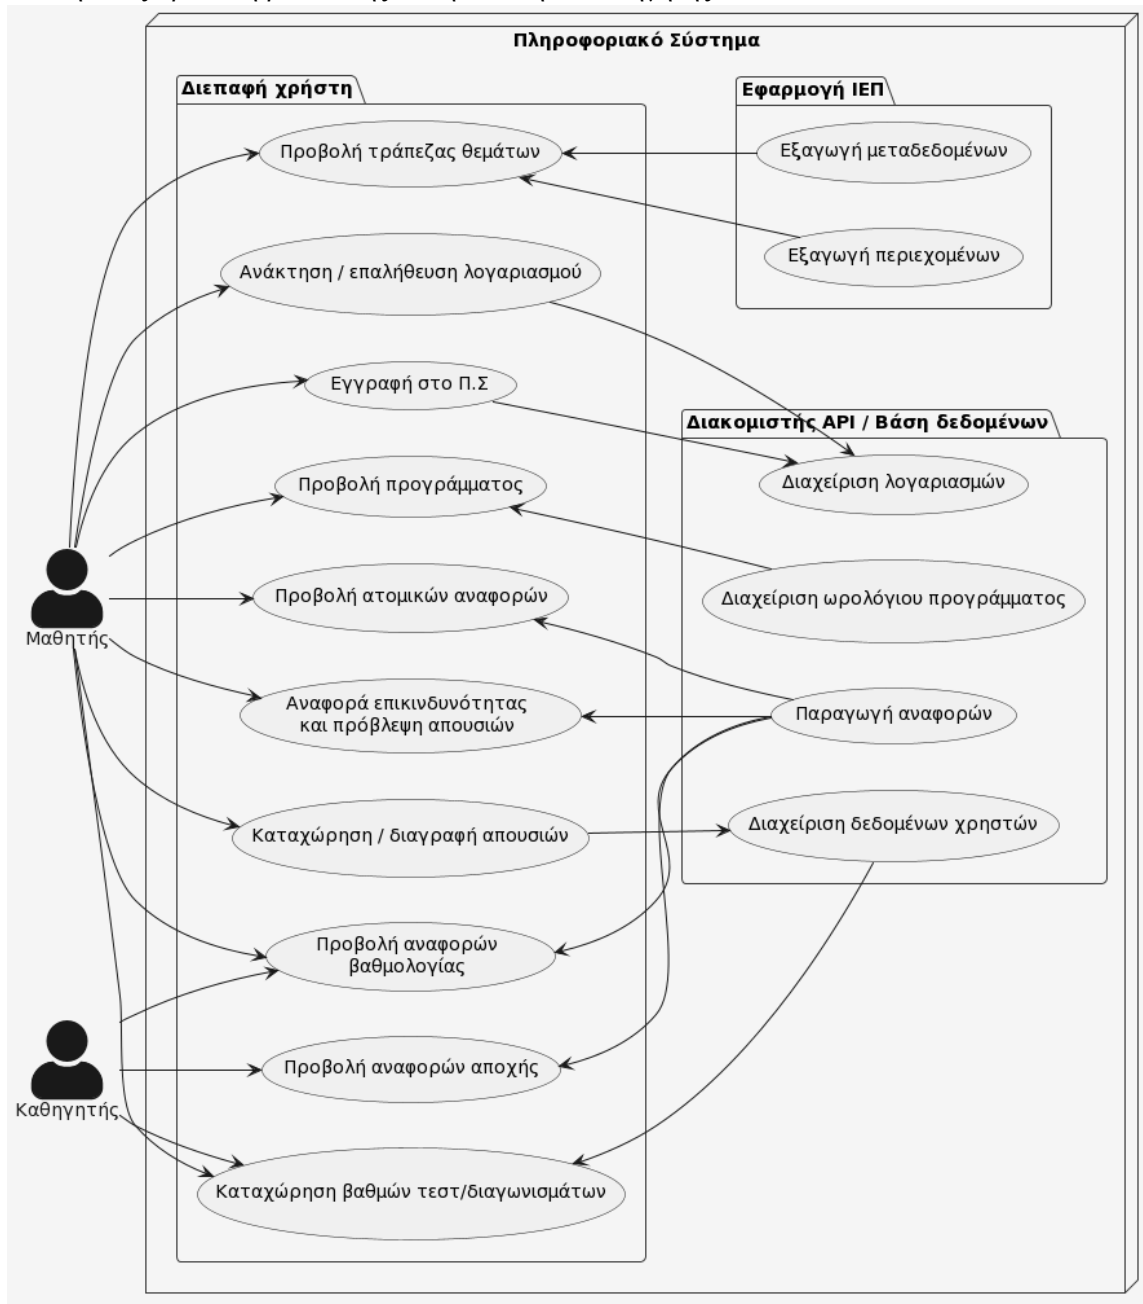 Πληροφοριακό Σύστημα
Διεπαφή χρήστη
Προβολή τράπεζας θεμάτων
Ανάκτηση / επαλήθευση λογαριασμού
Εγγραφή στο Π.Σ
Προβολή προγράμματος
Προβολή ατομικών αναφορών
Αναφορά επικινδυνότητας
και πρόβλεψη απουσιών
Καταχώρηση / διαγραφή απουσιών
Προβολή αναφορών
βαθμολογίας
Προβολή αναφορών αποχής
Καταχώρηση βαθμών τεστ/διαγωνισμάτων
Εφαρμογή ΙΕΠ
Εξαγωγή μεταδεδομένων
Εξαγωγή περιεχομένων
Διακομιστής API / Βάση δεδομένων
Διαχείριση λογαριασμών
Διαχείριση ωρολόγιου προγράμματος
Παραγωγή αναφορών
Διαχείριση δεδομένων χρηστών
Μαθητής
Καθηγητής